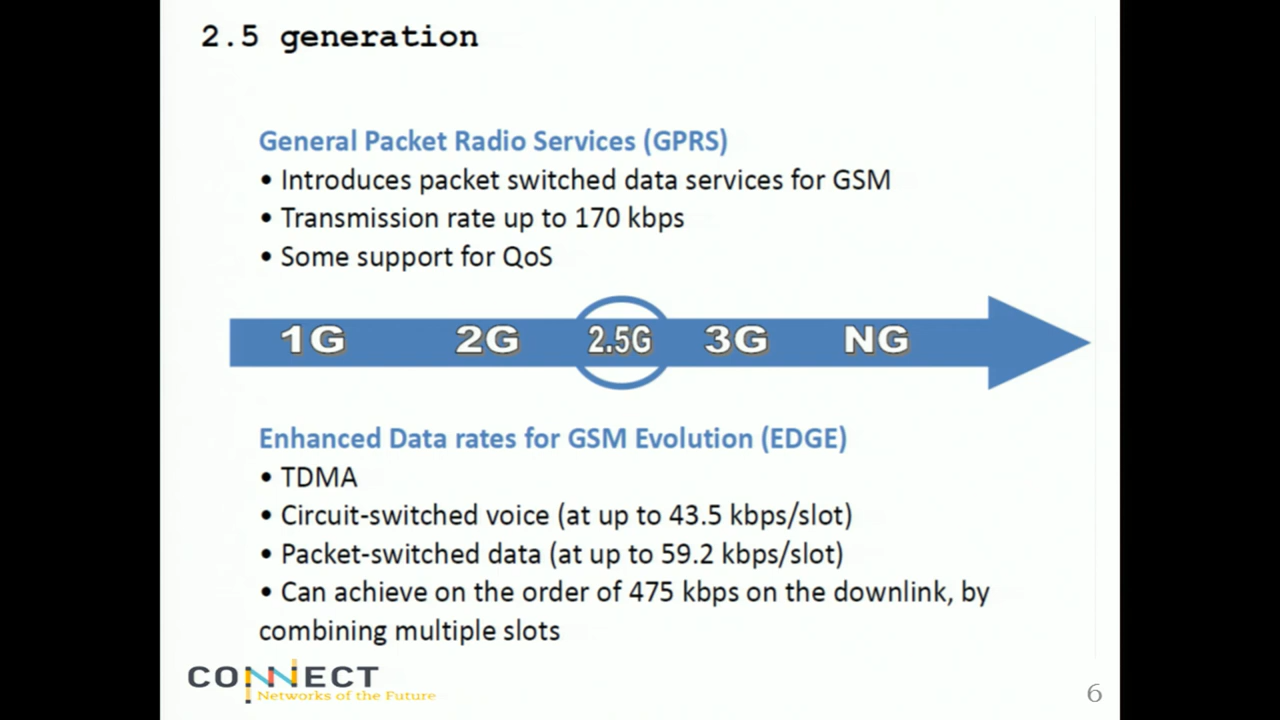 2.5 generation
General Packet Radio Services (GPRS)
• Introduces packet switched data services for GSM
• Transmission rate up to 170 kbps
• Some support for QoS
1G 2G 2.5G 3G NG
Enhanced Data rates for GSM Evolution (EDGE)
• TDMA
• Circuit-switched voice (at up to 43.5 kbps/slot)
• Packet-switched data (at up to 59.2 kbps/slot)
• Can achieve on the order of 475 kbps on the downlink, by
combining multiple slots
CONNECT
Networks of the Future
6